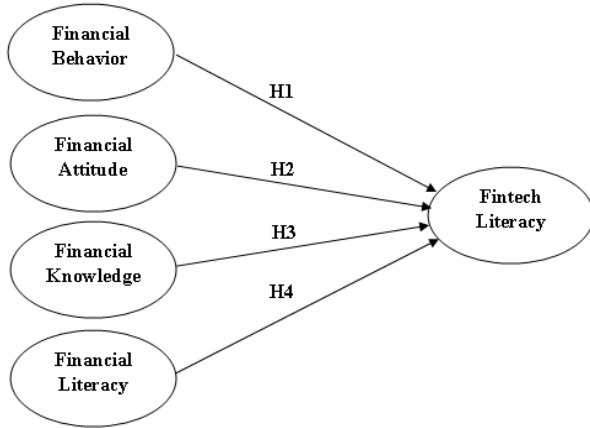 Financial
Behavior
H1
Financial
Attitude
H2
Fintech
Literacy
Financial
Knowledge
H3
H4
Financial
Literacy